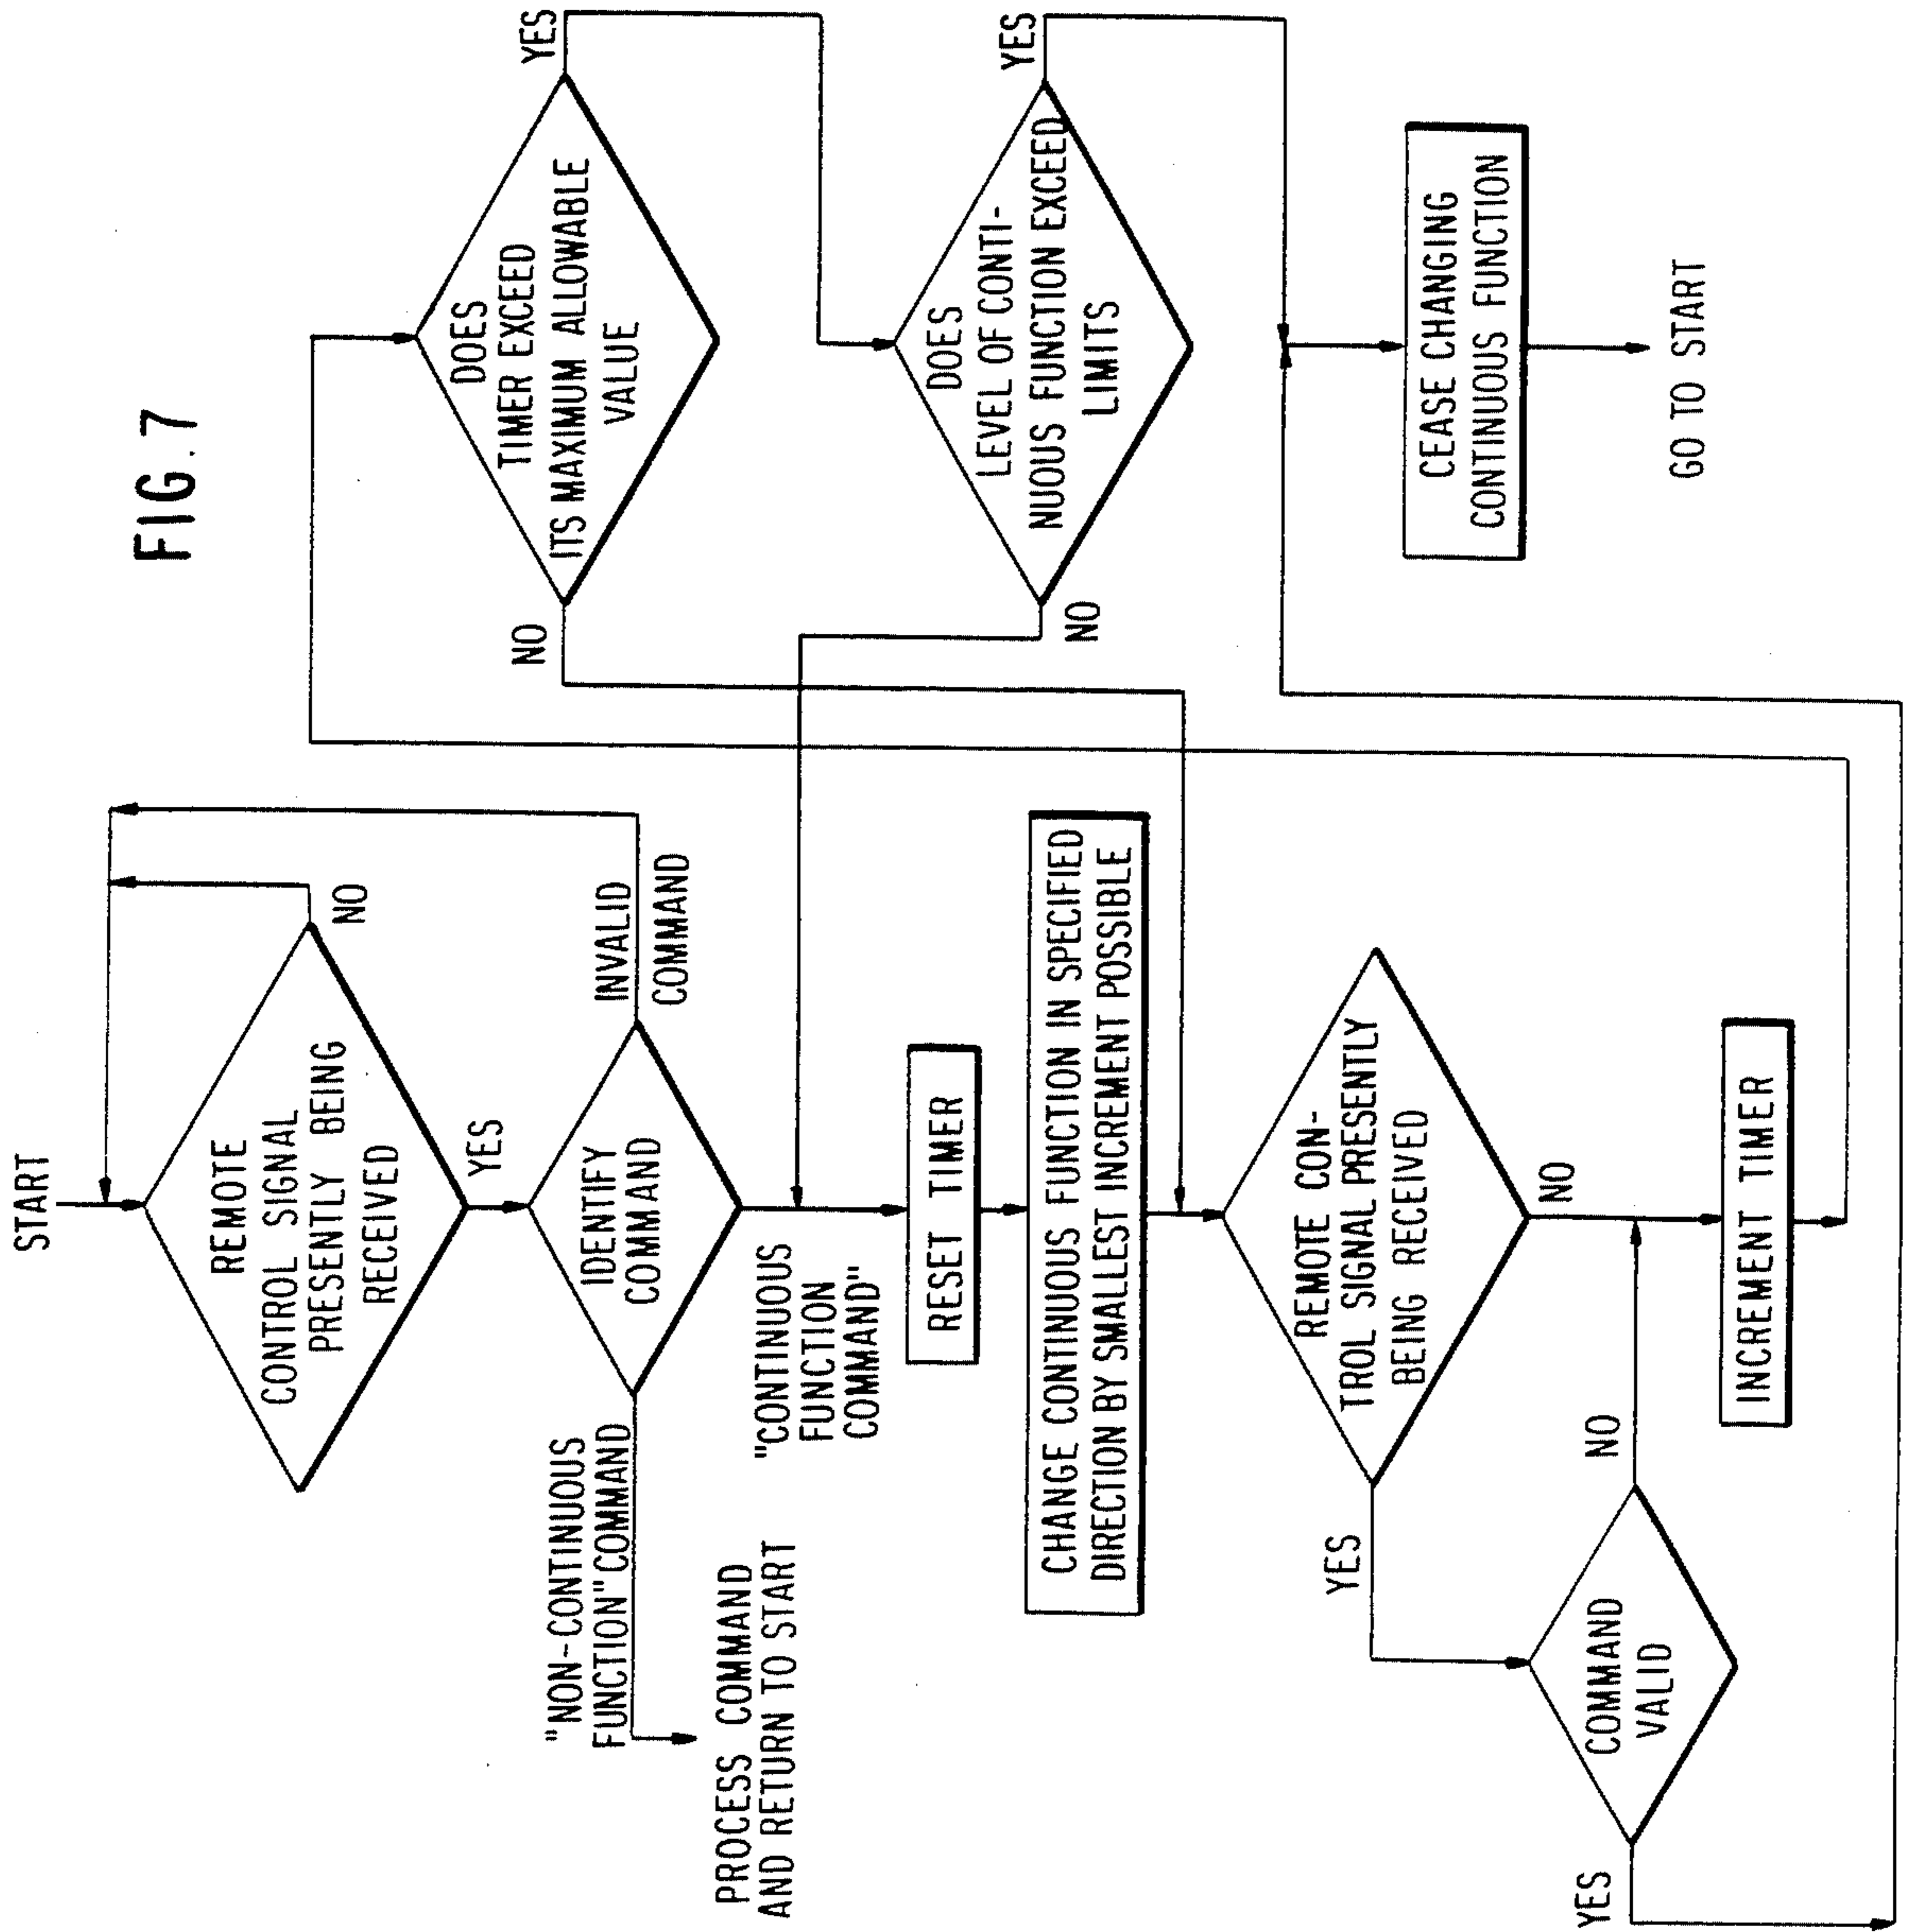 FIG. 7
START
REMOTE
CONTROL SIGNAL
PRESENTLY BEING
RECEIVED
NO
YES
IDENTIFY
COMMAND
INVALID
COMMAND
"NON-CONTINUOUS
FUNCTION" COMMAND
PROCESS COMMAND
AND RETURN TO START
"CONTINUOUS
FUNCTION
COMMAND"
RESET TIMER
CHANGE CONTINUOUS FUNCTION IN SPECIFIED
DIRECTION BY SMALLEST INCREMENT POSSIBLE
REMOTE CON-
TROL SIGNAL PRESENTLY
BEING RECEIVED
YES
NO
COMMAND
VALID
NO
YES
INCREMENT TIMER
DOES
TIMER EXCEED
ITS MAXIMUM ALLOWABLE
VALUE
YES
NO
DOES
LEVEL OF CONTI-
NUOUS FUNCTION EXCEED
LIMITS
YES
NO
CEASE CHANGING
CONTINUOUS FUNCTION
GO TO START